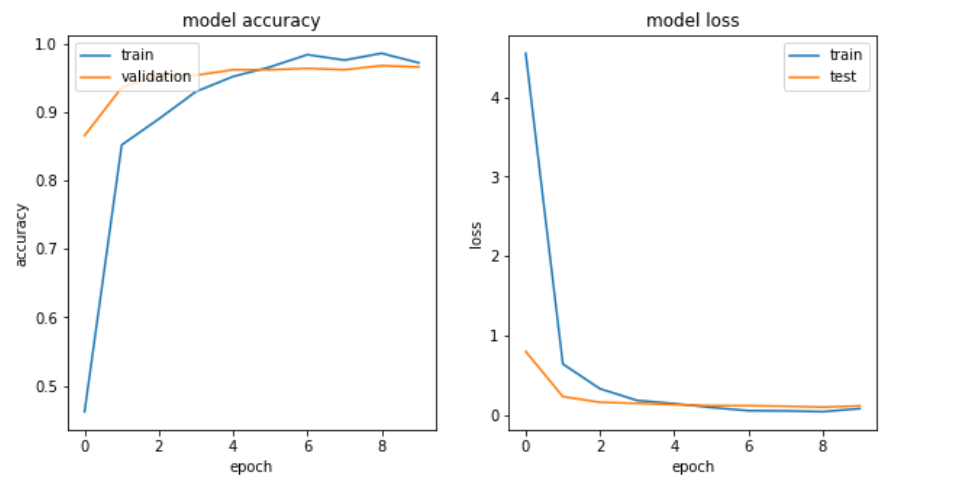 model accuracy
1.0
0.9
0.8
0.7
0.6
0.5
accuracy
train
validation
0 2 4 6 8
epoch
model loss
4
3
2
1
0
loss
train
test
0 2 4 6 8
epoch